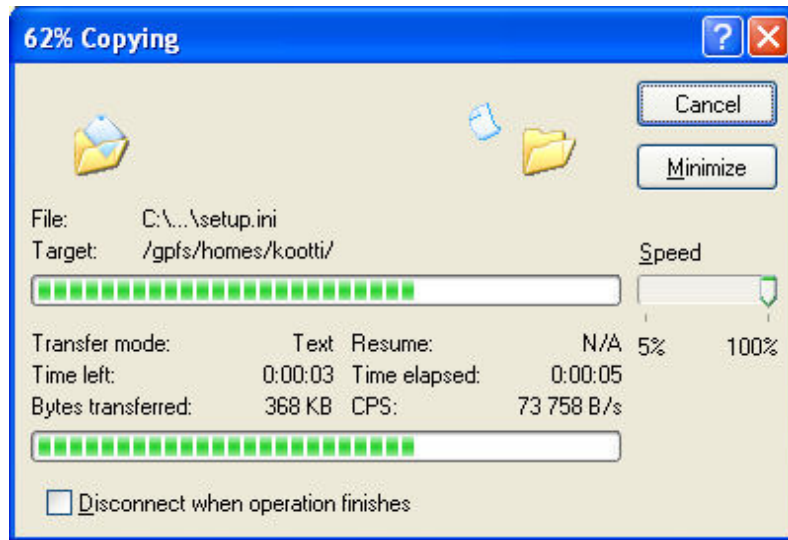 62% Copying
?
Cancel
Minimize
File: C:\...\setup.ini
Target: /gpfs/homes/kootti/
Speed
5% 100%
Transfer mode: Text Resume: N/A
Time left: 0:00:03 Time elapsed: 0:00:05
Bytes transferred: 368 KB CPS: 73 758 B/s
Disconnect when operation finishes